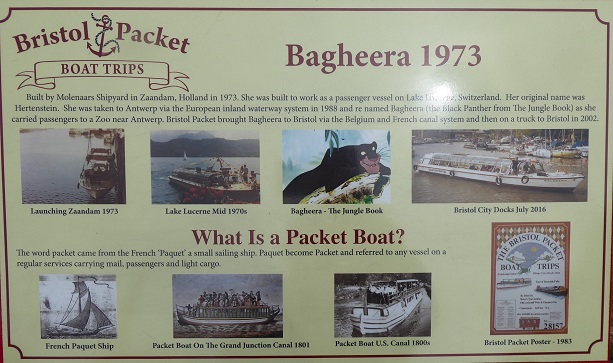 Bristol Packet
BOAT TRIPS
Bagheera 1973
Built by Molenaars Shipyard in Zaandam, Holland in 1973. She was built to work as a passenger vessel on Lake Lucerne, Switzerland. Her original name was
Hertenstein. She was taken to Antwerp via the European inland waterway system in 1988 and re named Bagheera (the Black Panther from The Jungle Book) as she
carried passengers to a Zoo near Antwerp. Bristol Packet brought Bagheera to Bristol via the Belgium and French canal system and then on a truck to Bristol in 2002.
Launching Zaandam 1973
Lake Lucerne Mid 1970s
Bagheera - The Jungle Book
Bristol City Docks July 2016
What Is a Packet Boat?
The word packet came from the French 'Paquet' a small sailing ship. Paquet become Packet and referred to any vessel on a
regular services carrying mail, passengers and light cargo.
French Paquet Ship
Packet Boat On The Grand Junction Canal 1801
Packet Boat U.S. Canal 1800s
THE BRISTOL PACKET
BOAT TRIPS
28157
Bristol Packet Poster - 1983